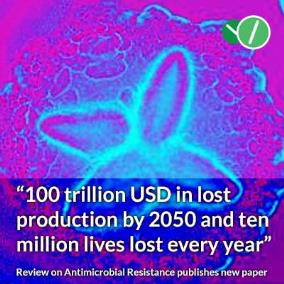 “100 trillion USD in lost
production by 2050 and ten
million lives lost every year”
Review on Antimicrobial Resistance publishes new paper